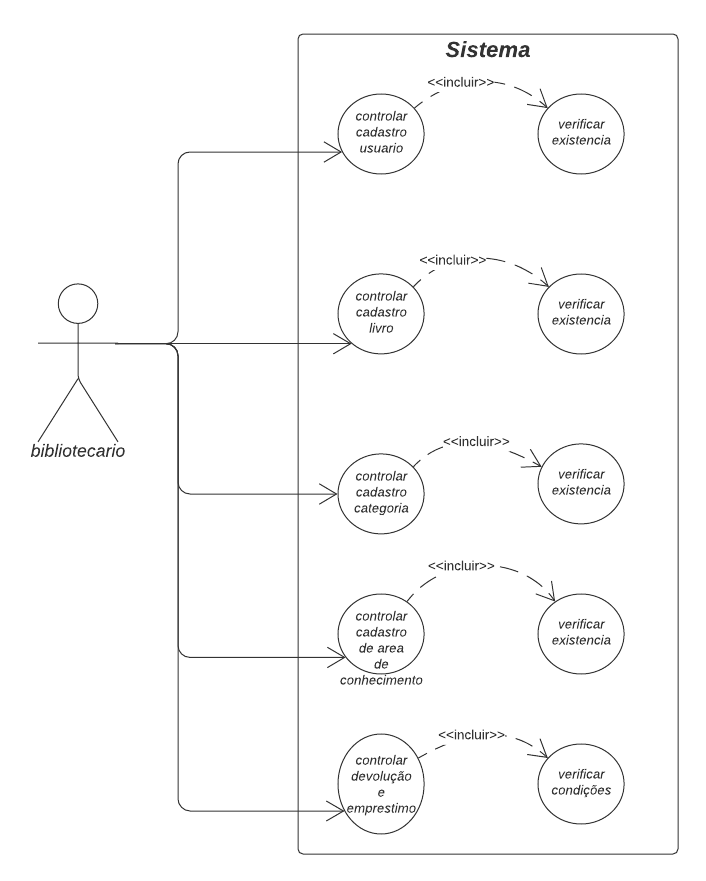 Sistema
<<incluir>>
controlar
cadastro
usuario
verificar
existencia
<<incluir>>
controlar
cadastro
livro
verificar
existencia
bibliotecario
<<incluir>>
controlar
cadastro
categoria
verificar
existencia
<<incluir>>
controlar
cadastro
de area
de
conhecimento
verificar
existencia
<<incluir>>
controlar
devolução
e
emprestimo
verificar
condições